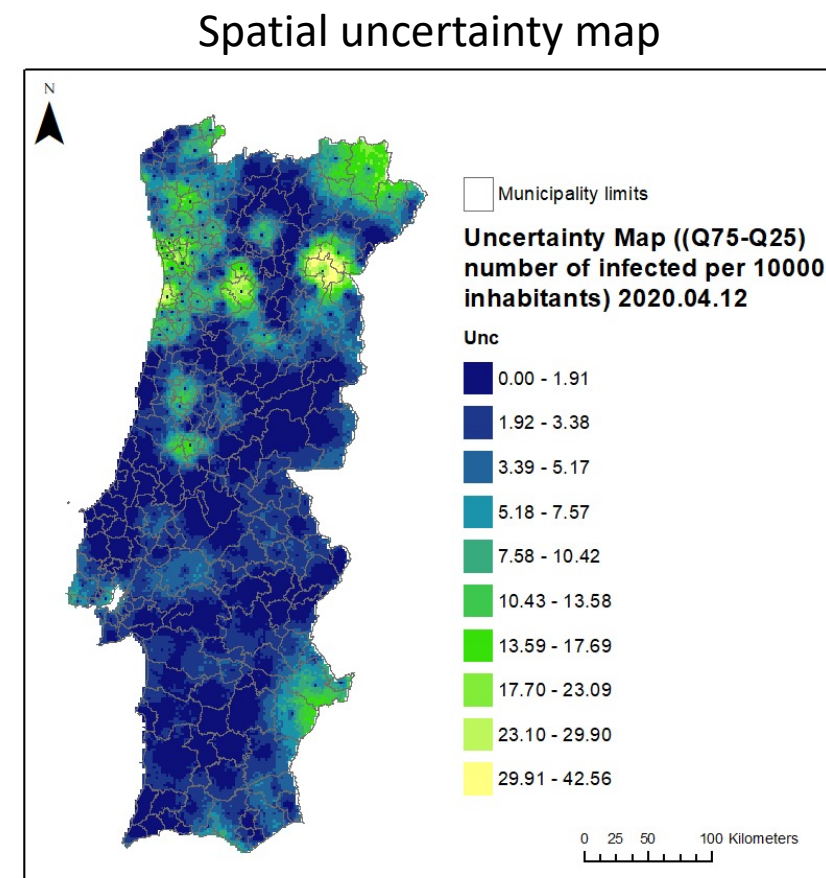 Spatial uncertainty map
N
Municipality limits
Uncertainty Map ((Q75-Q25)
number of infected per 10000
inhabitants) 2020.04.12
Unc
0.00 - 1.91
1.92 - 3.38
3.39 - 5.17
5.18 - 7.57
7.58 - 10.42
10.43 - 13.58
13.59 - 17.69
17.70 - 23.09
23.10 - 29.90
29.91 - 42.56
0 25 50 100 Kilometers